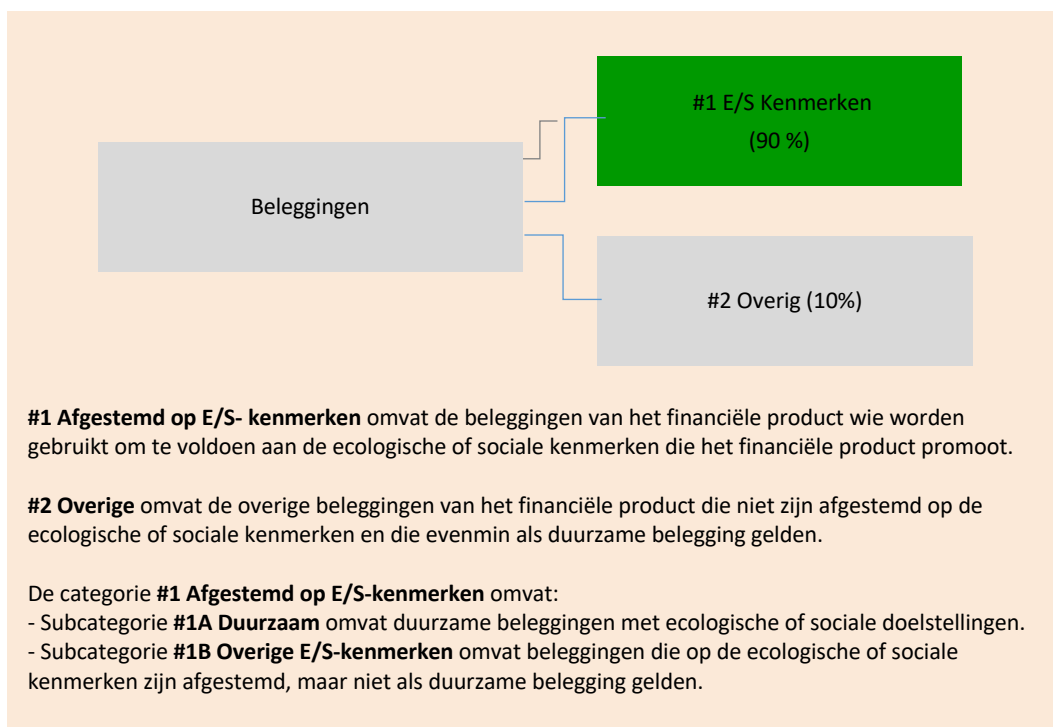 #1 E/S Kenmerken
(90 %)
Beleggingen
#2 Overig (10%)
#1 Afgestemd op E/S- kenmerken omvat de beleggingen van het financiële product wie worden
gebruikt om te voldoen aan de ecologische of sociale kenmerken die het financiële product promoot.
#2 Overige omvat de overige beleggingen van het financiële product die niet zijn afgestemd op de
ecologische of sociale kenmerken en die evenmin als duurzame belegging gelden.
De categorie #1 Afgestemd op E/S-kenmerken omvat:
- Subcategorie #1A Duurzaam omvat duurzame beleggingen met ecologische of sociale doelstellingen.
- Subcategorie #1B Overige E/S-kenmerken omvat beleggingen die op de ecologische of sociale
kenmerken zijn afgestemd, maar niet als duurzame belegging gelden.